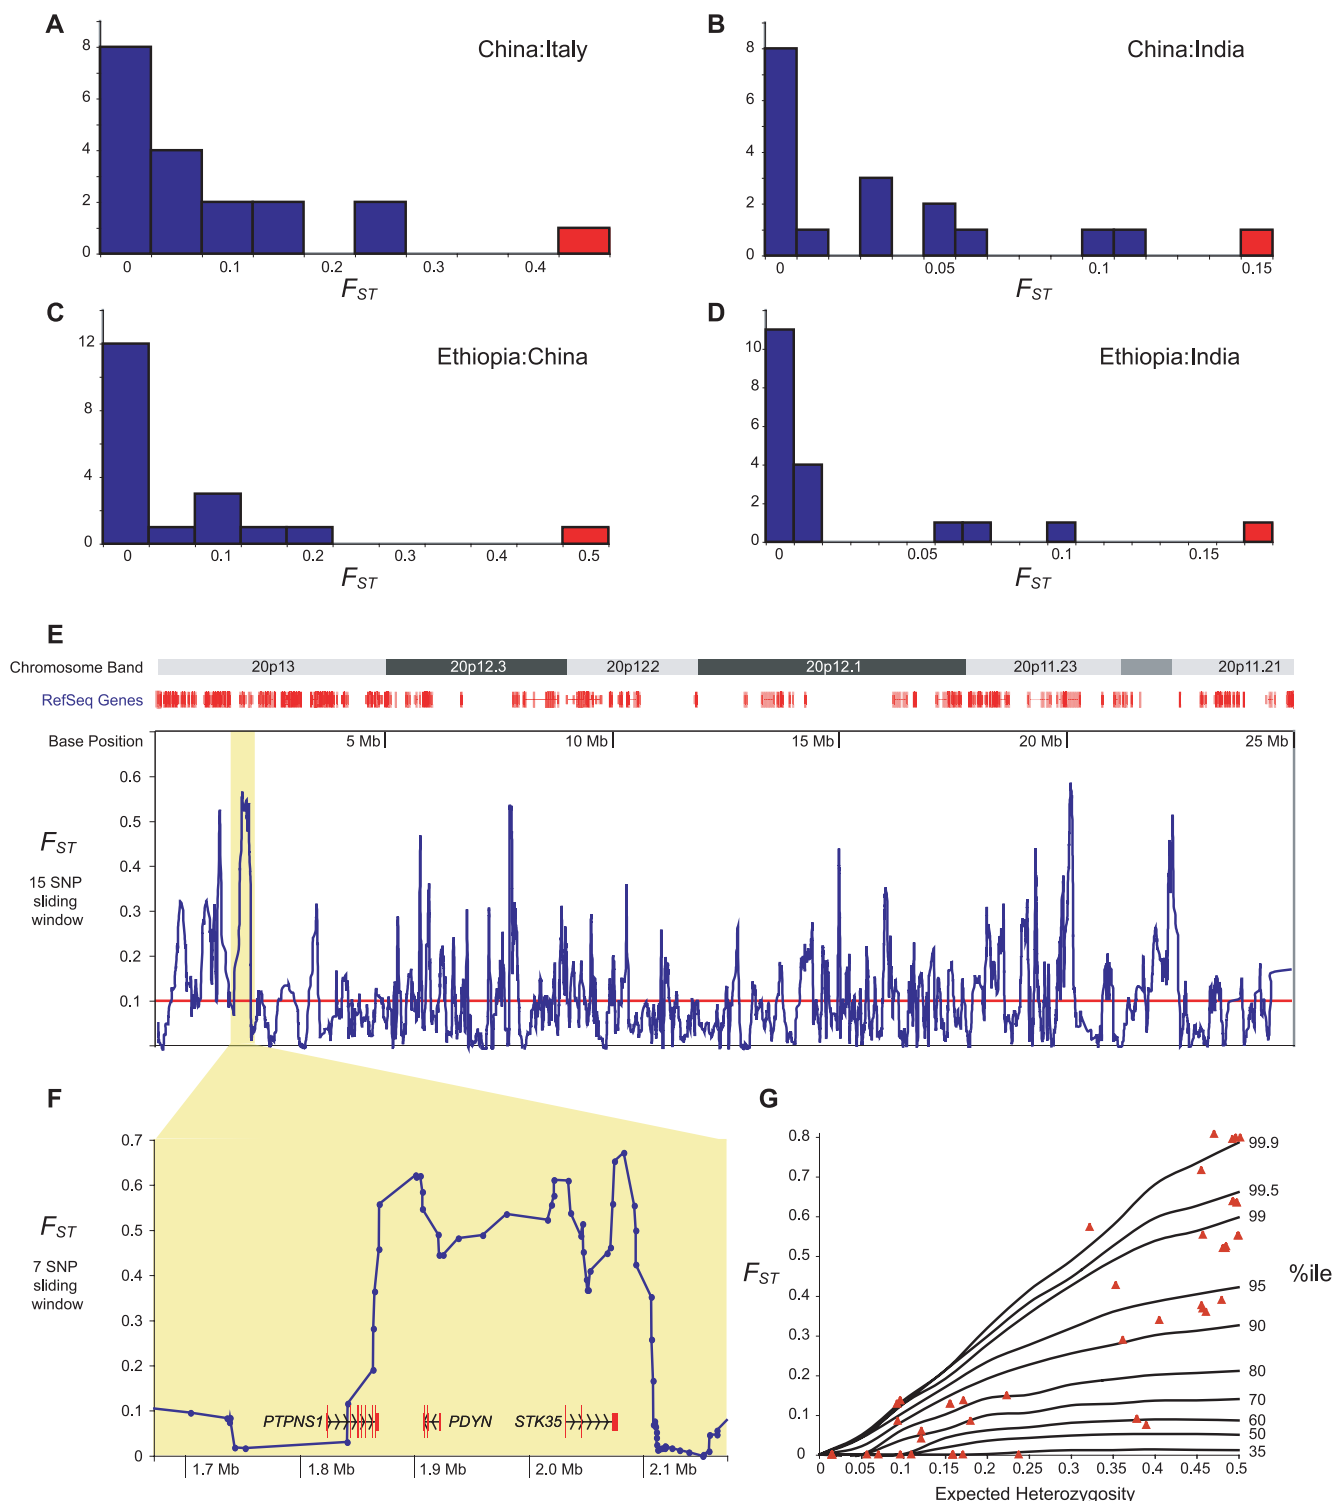 A
China:Italy
8
6
4
2
0
0 0.1 0.2 0.3 0.4
FST
B
China:India
8
6
4
2
0
0 0.05 0.1 0.15
FST
C
Ethiopia:China
12
8
4
0
0 0.1 0.2 0.3 0.4 0.5
FST
D
Ethiopia:India
10
8
6
4
2
0
0 0.05 0.1 0.15
FST
E
Chromosome Band 20p13 20p12.3 20p122 20p12.1 20p11.23 20p11.21
RefSeq Genes
Base Position 5 Mb 10 Mb 15 Mb 20 Mb 25 Mb
0.6
0.5
0.4
0.3
0.2
0.1
FST
15 SNP
sliding
window
F
0.7
0.6
0.5
0.4
0.3
0.2
0.1
0
FST
7 SNP
sliding
window
PTPNS1 PDYN STK35
1.7 Mb 1.8 Mb 1.9 Mb 2.0 Mb 2.1 Mb
G
0.8
0.7
0.6
0.5
0.4
0.3
0.2
0.1
0
FST
99.9
99.5
99
95
90
80
70
60
50
35
%ile
0 0.05 0.1 0.15 0.2 0.25 0.3 0.35 0.4 0.45 0.5
Expected Heterozygosity